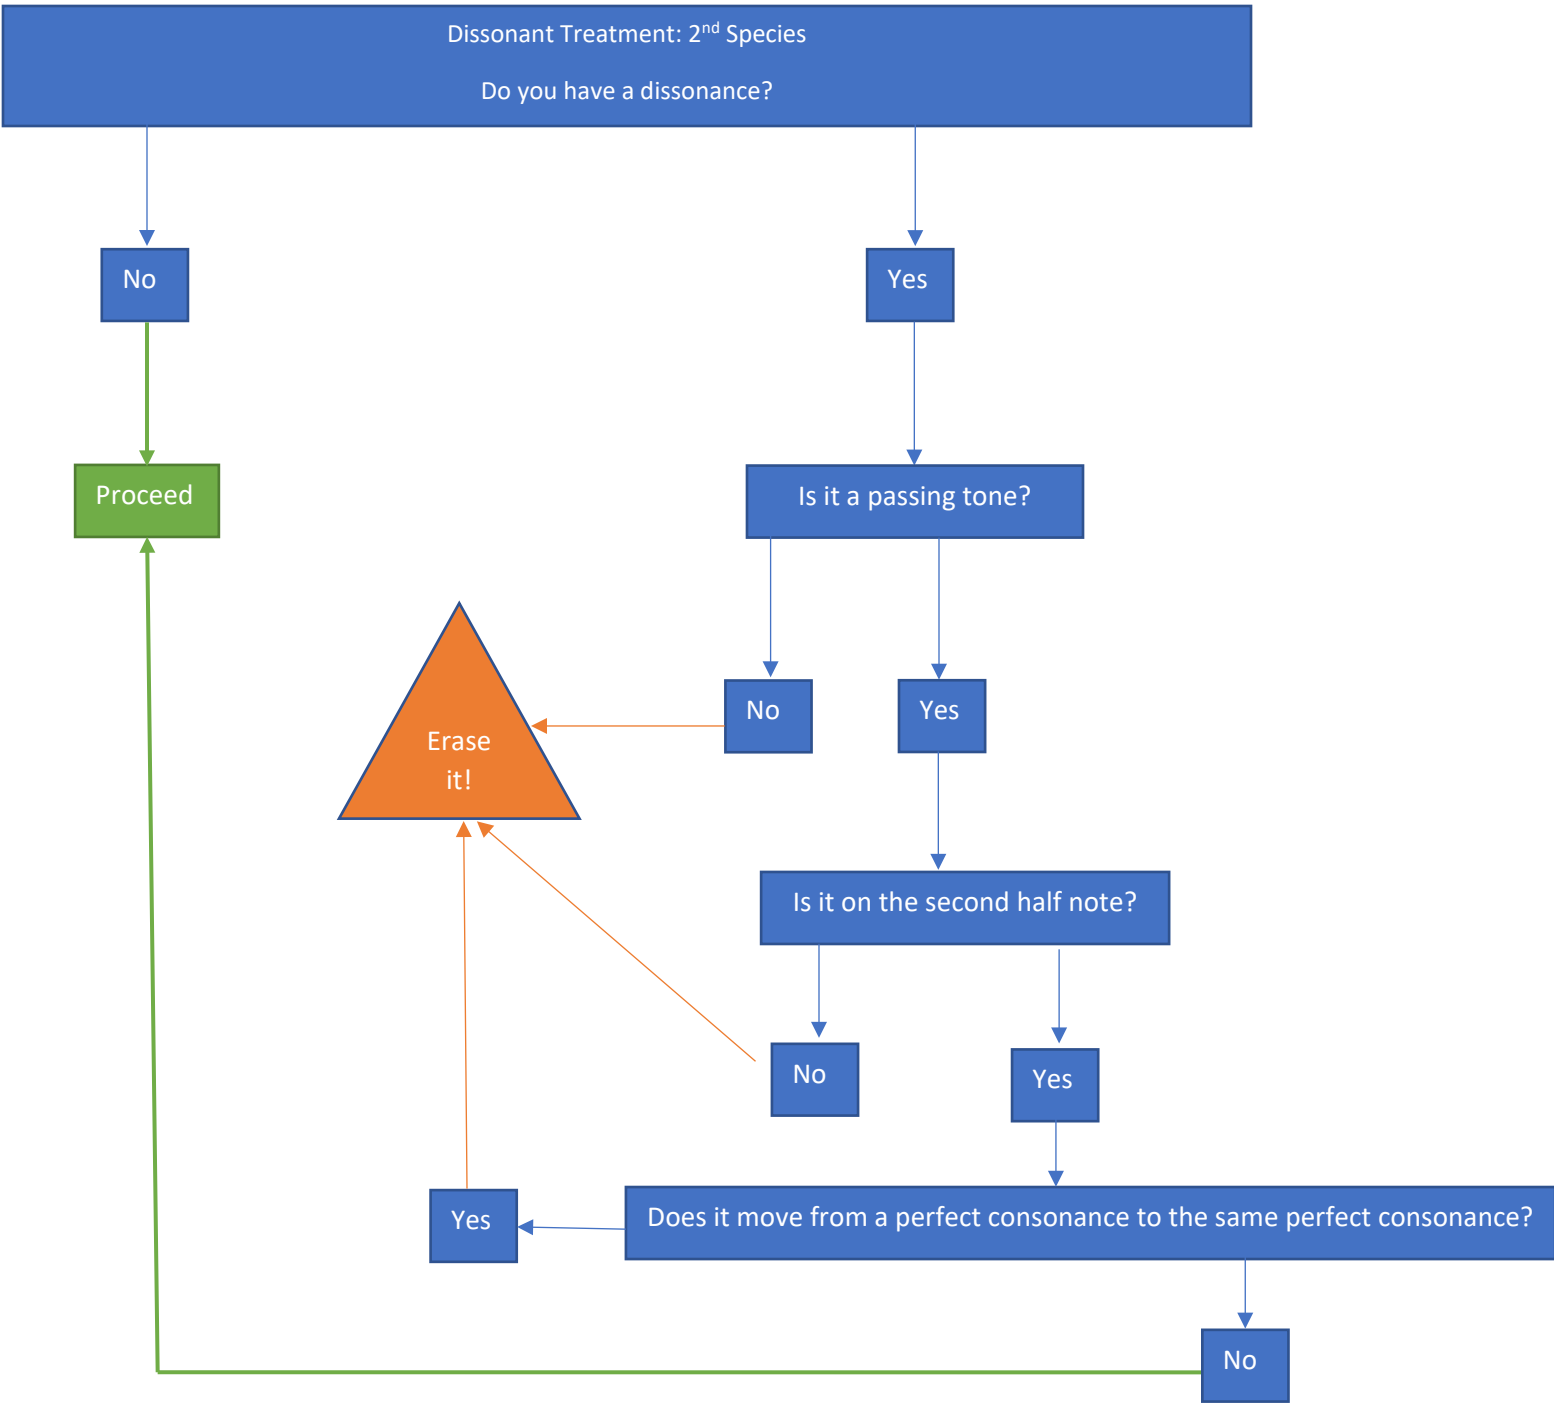 Dissonant Treatment: 2nd Species
Do you have a dissonance?
No
Yes
Proceed
Is it a passing tone?
No
Yes
Erase
it!
Is it on the second half note?
No
Yes
Yes
Does it move from a perfect consonance to the same perfect consonance?
No